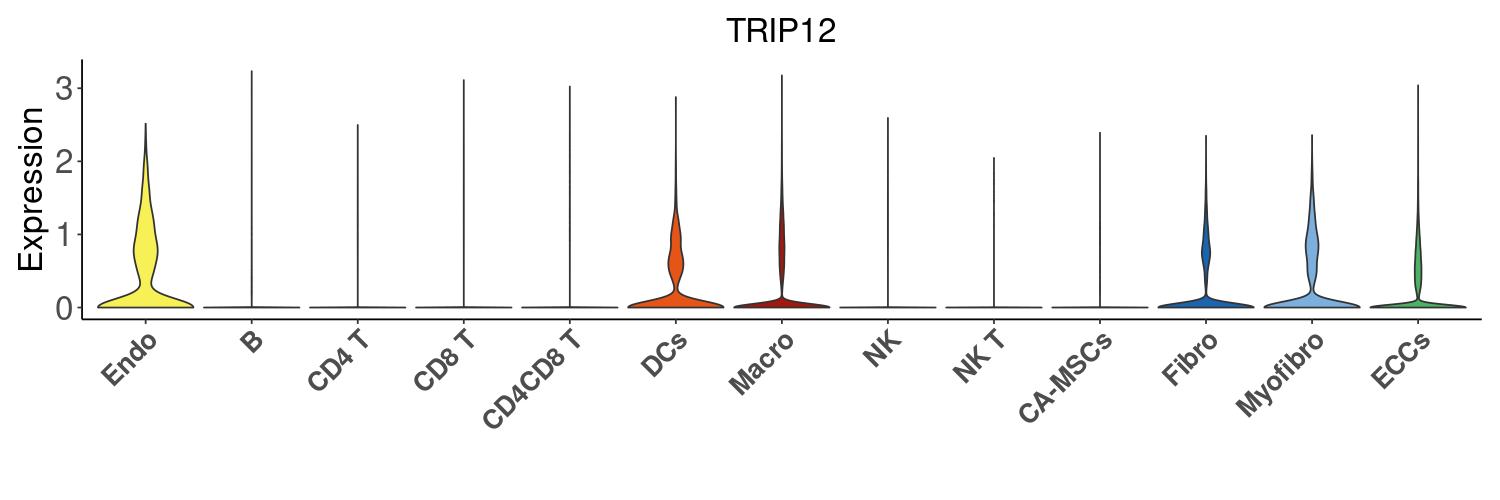 TRIP12
Expression
3
2
1
0
Endo
B
CD4 T
CD8 T
CD4CD8 T
DCs
Macro
NK
NK T
CA-MSCs
Fibro
Myofibro
ECCs